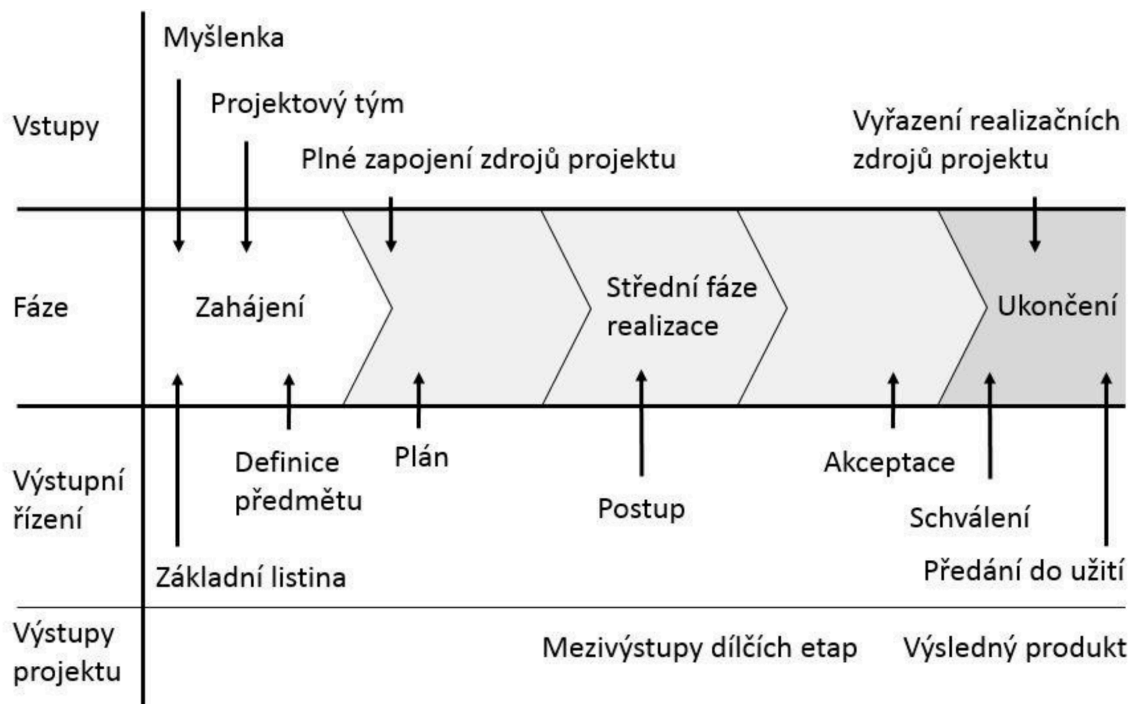 Myšlenka
Projektový tým
Vstupy
Plné zapojení zdrojů projektu
Vyřazení realizačních
zdrojů projektu
Fáze
Zahájení
Střední fáze
realizace
Ukončení
Výstupní
řízení
Definice
předmětu
Plán
Postup
Akceptace
Schválení
Základní listina
Předání do užití
Výstupy
projektu
Mezivýstupy dílčích etap
Výsledný produkt